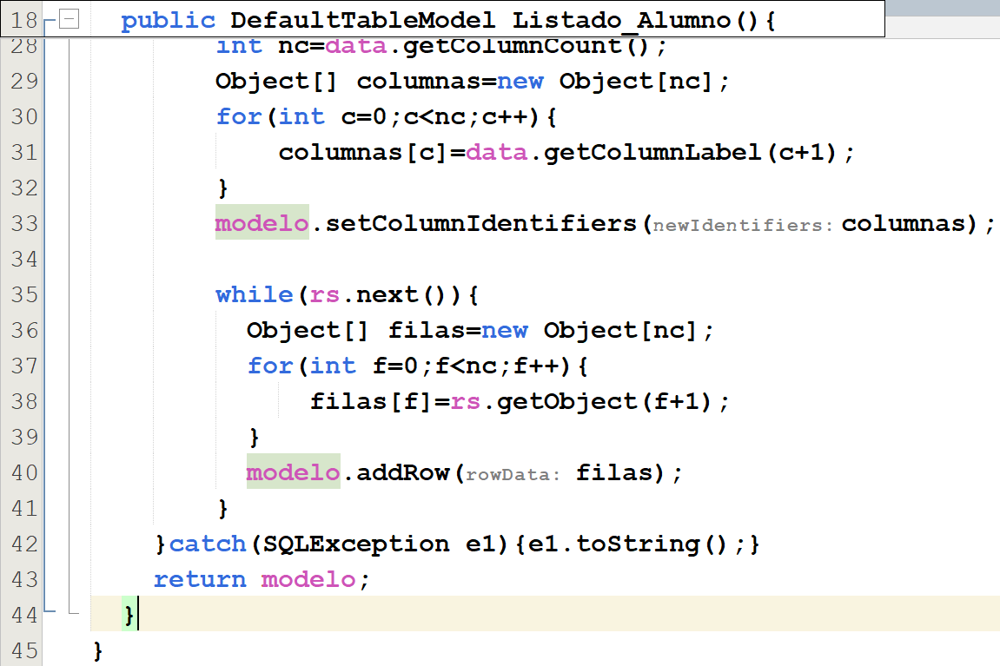 18 public DefaultTableModel Listado_Alumno(){
28 int nc=data.getColumnCount();
29 Object[] columnas=new Object[nc];
30 for(int c=0;c<nc;c++){
31 columnas[c]=data.getColumnLabel(c+1);
32 }
33 modelo.setColumnIdentifiers(newIdentifiers: columnas);
34
35 while(rs.next()){
36 Object[] filas=new Object[nc];
37 for(int f=0;f<nc;f++){
38 filas[f]=rs.getObject(f+1);
39 }
40 modelo.addRow(rowData: filas);
41 }
42 }catch(SQLException e1){e1.toString();}
43 return modelo;
44 }
45 }